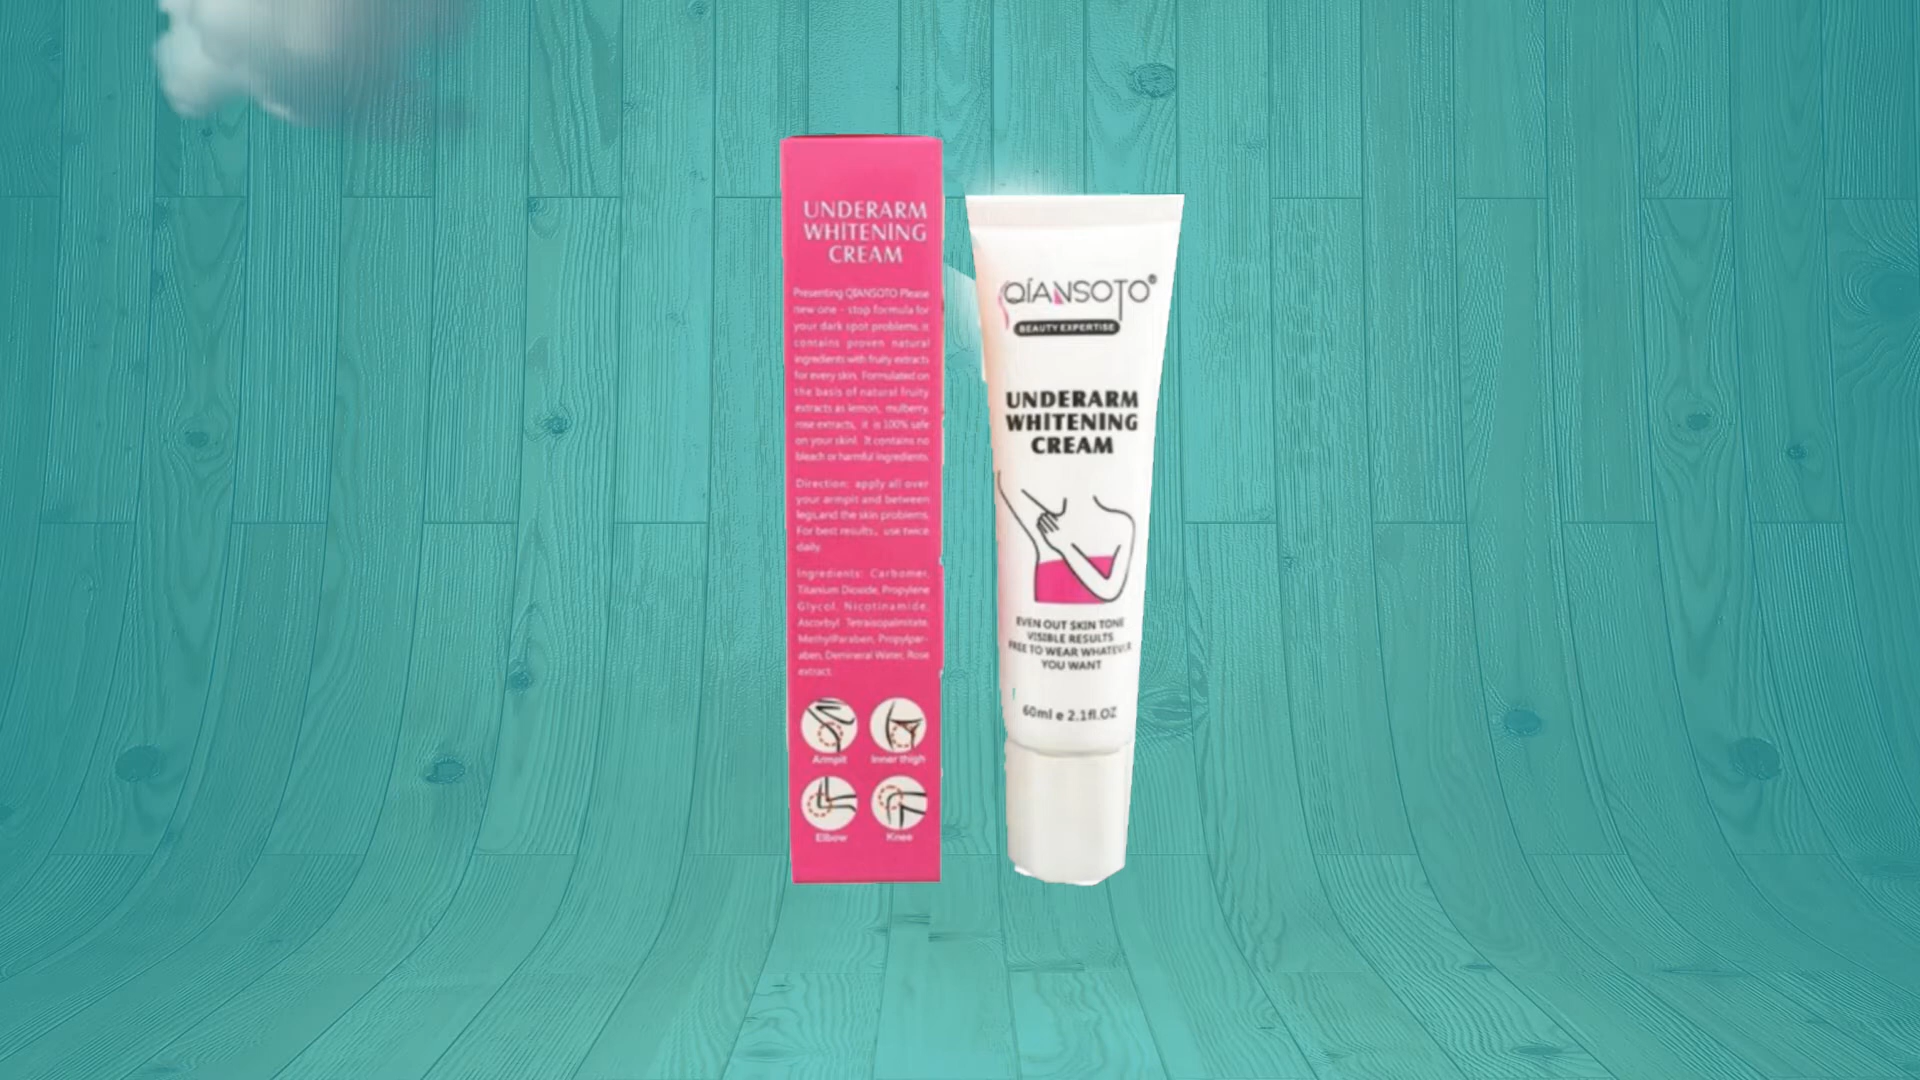 UNDERARM
WHITENING
CREAM
Presenting QIANSOTO Please
new one - stop formula for
your dark spot problems. it
contains proven natural
ingredients with fruity extracts
for every skin. Formulated on
the basis of natural fruity
extracts as lemon, mulberry,
rose extracts, it is 100% safe
on your skin!. It contains no
bleach or harmful ingredients.
Direction: apply all over
your armpit and between
legs,and the skin problems.
For best results, use twice
daily.
Ingredients: Carbomer,
Titanium Dioxide, Propylene
Glycol, Nicotinamide,
Ascorbyl Tetraisopalmitate,
MethylParaben, Propylpar-
aben, Demineral Water, Rose
extract.
Armpit
Inner thigh
Elbow
Knee
QÍANSOTO®
BEAUTY EXPERTISE
UNDERARM
WHITENING
CREAM
EVEN OUT SKIN TONE
VISIBLE RESULTS
FREE TO WEAR WHATEVER
YOU WANT
60ml e 2.1fl.OZ